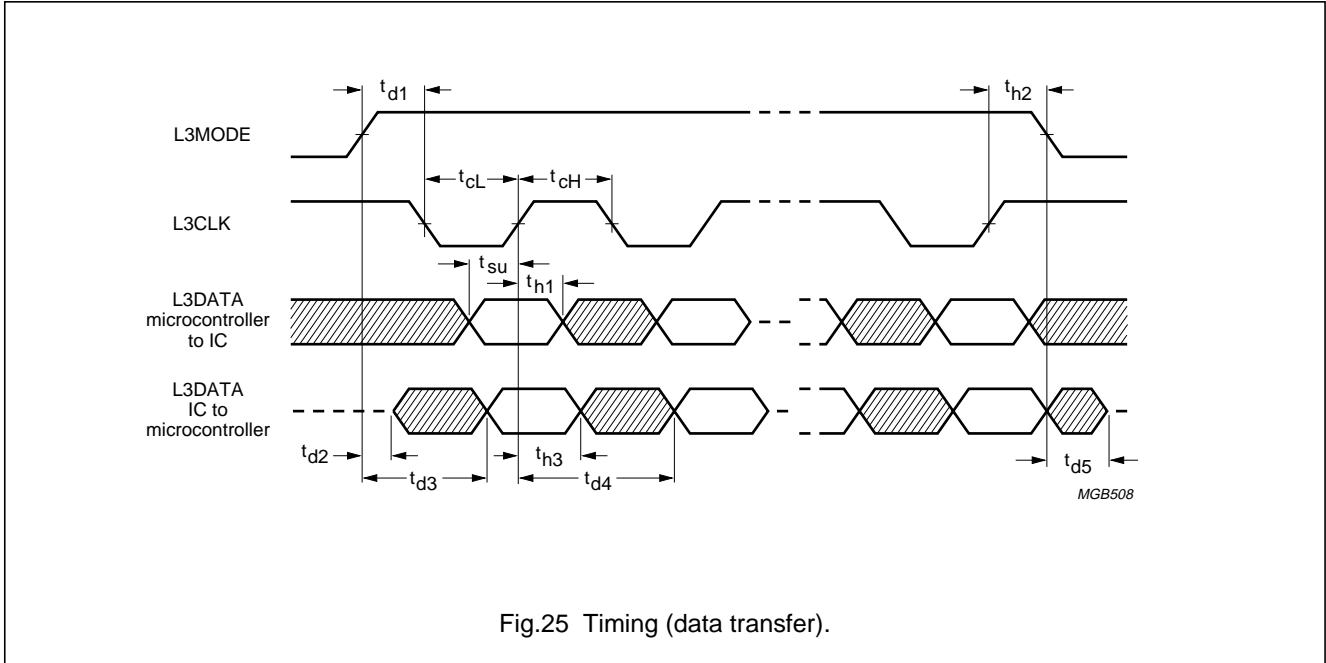 td1
th2
L3MODE
tcL
tcH
L3CLK
tsu
th1
L3DATA
microcontroller
to IC
L3DATA
IC to
microcontroller
td2
th3
td5
td3
td4
MGB508
Fig.25 Timing (data transfer).